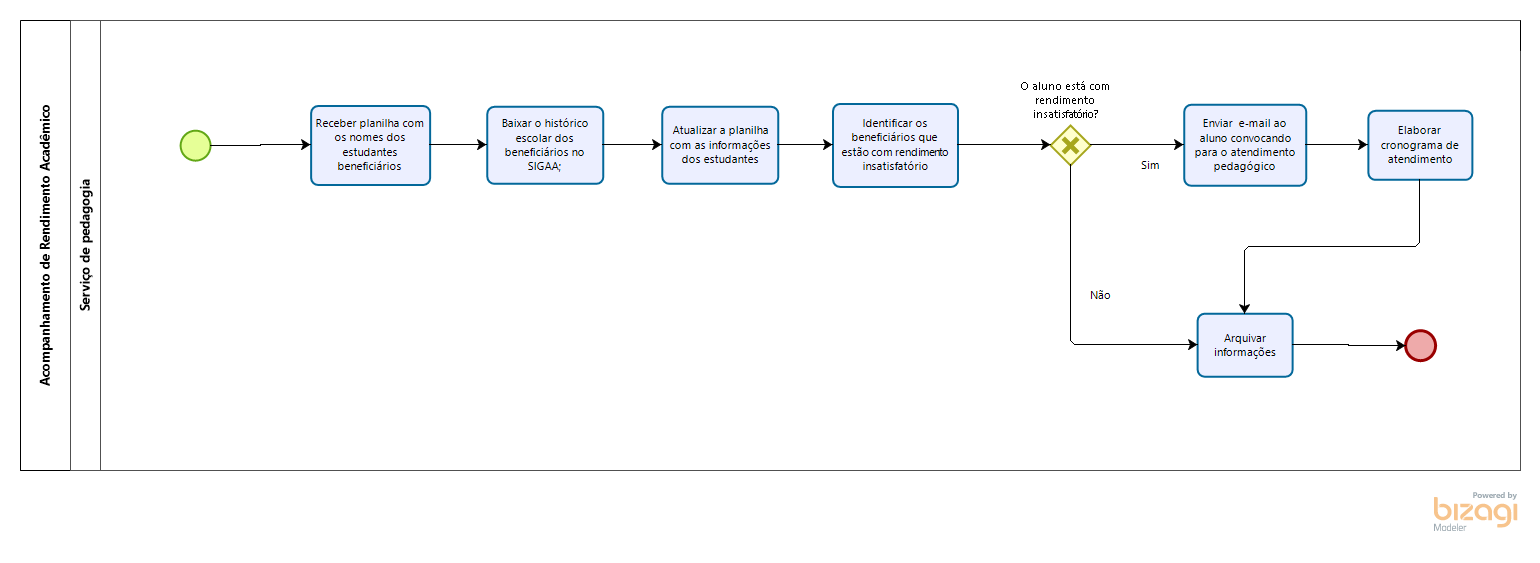 Acompanhamento de Rendimento Acadêmico
Serviço de pedagogia
Receber planilha com
os nomes dos
estudantes
beneficiários
Baixar o histórico
escolar dos
beneficiários no
SIGAA;
Atualizar a planilha
com as informações
dos estudantes
Identificar os
beneficiários que
estão com rendimento
insatisfatório
O aluno está com
rendimento
insatisfatório?
Sim
Não
Enviar e-mail ao
aluno convocando
para o atendimento
pedagógico
Elaborar
cronograma de
atendimento
Arquivar
informações
Powered by
bizagi
Modeler